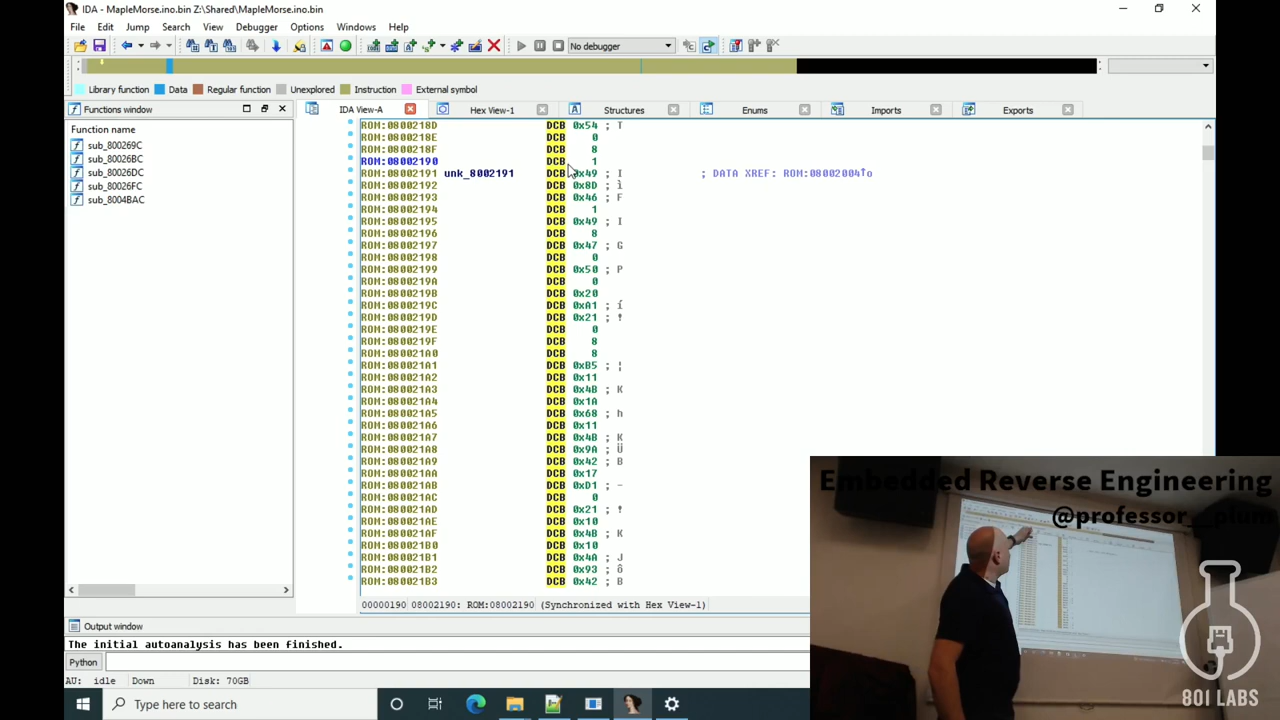 IDA - MapleMorse.ino.bin Z:\Shared\MapleMorse.ino.bin
File Edit Jump Search View Debugger Options Windows Help
No debugger
Library function Data Regular function Unexplored Instruction External symbol
Functions window IDA View-A Hex View-1 Structures Enums Imports Exports
Function name
sub_800269C
sub_80026BC
sub_80026DC
sub_80026FC
sub_8004BAC
ROM:0800218D DCB 0x54 ; T
ROM:0800218E DCB 0
ROM:0800218F DCB 8
ROM:08002190 DCB 1
ROM:08002191 unk_8002191 DCB 0x49 ; I ; DATA XREF: ROM:08002004↑o
ROM:08002192 DCB 0x8D ; ì
ROM:08002193 DCB 0x46 ; F
ROM:08002194 DCB 1
ROM:08002195 DCB 0x49 ; I
ROM:08002196 DCB 8
ROM:08002197 DCB 0x47 ; G
ROM:08002198 DCB 0
ROM:08002199 DCB 0x50 ; P
ROM:0800219A DCB 0
ROM:0800219B DCB 0x20
ROM:0800219C DCB 0xA1 ; í
ROM:0800219D DCB 0x21 ; !
ROM:0800219E DCB 0
ROM:0800219F DCB 8
ROM:080021A0 DCB 8
ROM:080021A1 DCB 0xB5 ; ¦
ROM:080021A2 DCB 0x11
ROM:080021A3 DCB 0x4B ; K
ROM:080021A4 DCB 0x1A
ROM:080021A5 DCB 0x68 ; h
ROM:080021A6 DCB 0x11
ROM:080021A7 DCB 0x4B ; K
ROM:080021A8 DCB 0x9A ; Ü
ROM:080021A9 DCB 0x42 ; B
ROM:080021AA DCB 0x17
ROM:080021AB DCB 0xD1 ; -
ROM:080021AC DCB 0
ROM:080021AD DCB 0x21 ; !
ROM:080021AE DCB 0x10
ROM:080021AF DCB 0x4B ; K
ROM:080021B0 DCB 0x10
ROM:080021B1 DCB 0x4A ; J
ROM:080021B2 DCB 0x93 ; ô
ROM:080021B3 DCB 0x42 ; B
00000190 08002190: ROM:08002190 (Synchronized with Hex View-1)
Output window
The initial autoanalysis has been finished.
Python
AU: idle Down Disk: 70GB
Type here to search
Embedded Reverse Engineering
@professor__plum
801 LABS